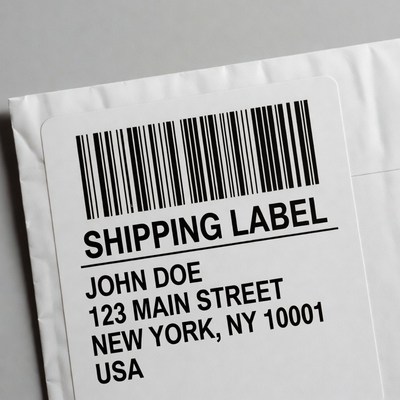 SHIPPING LABEL
JOHN DOE
123 MAIN STREET
NEW YORK, NY 10001
USA